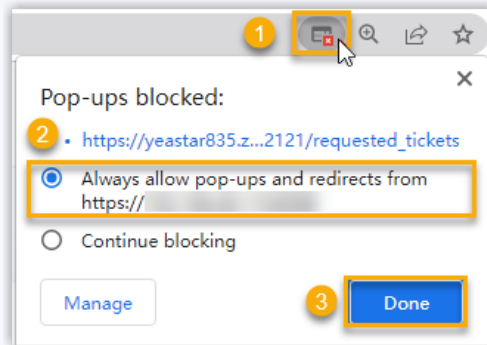 1
Pop-ups blocked:
2
• https://yeastar835.z...2121/requested_tickets
Always allow pop-ups and redirects from
https://
Continue blocking
Manage
3
Done